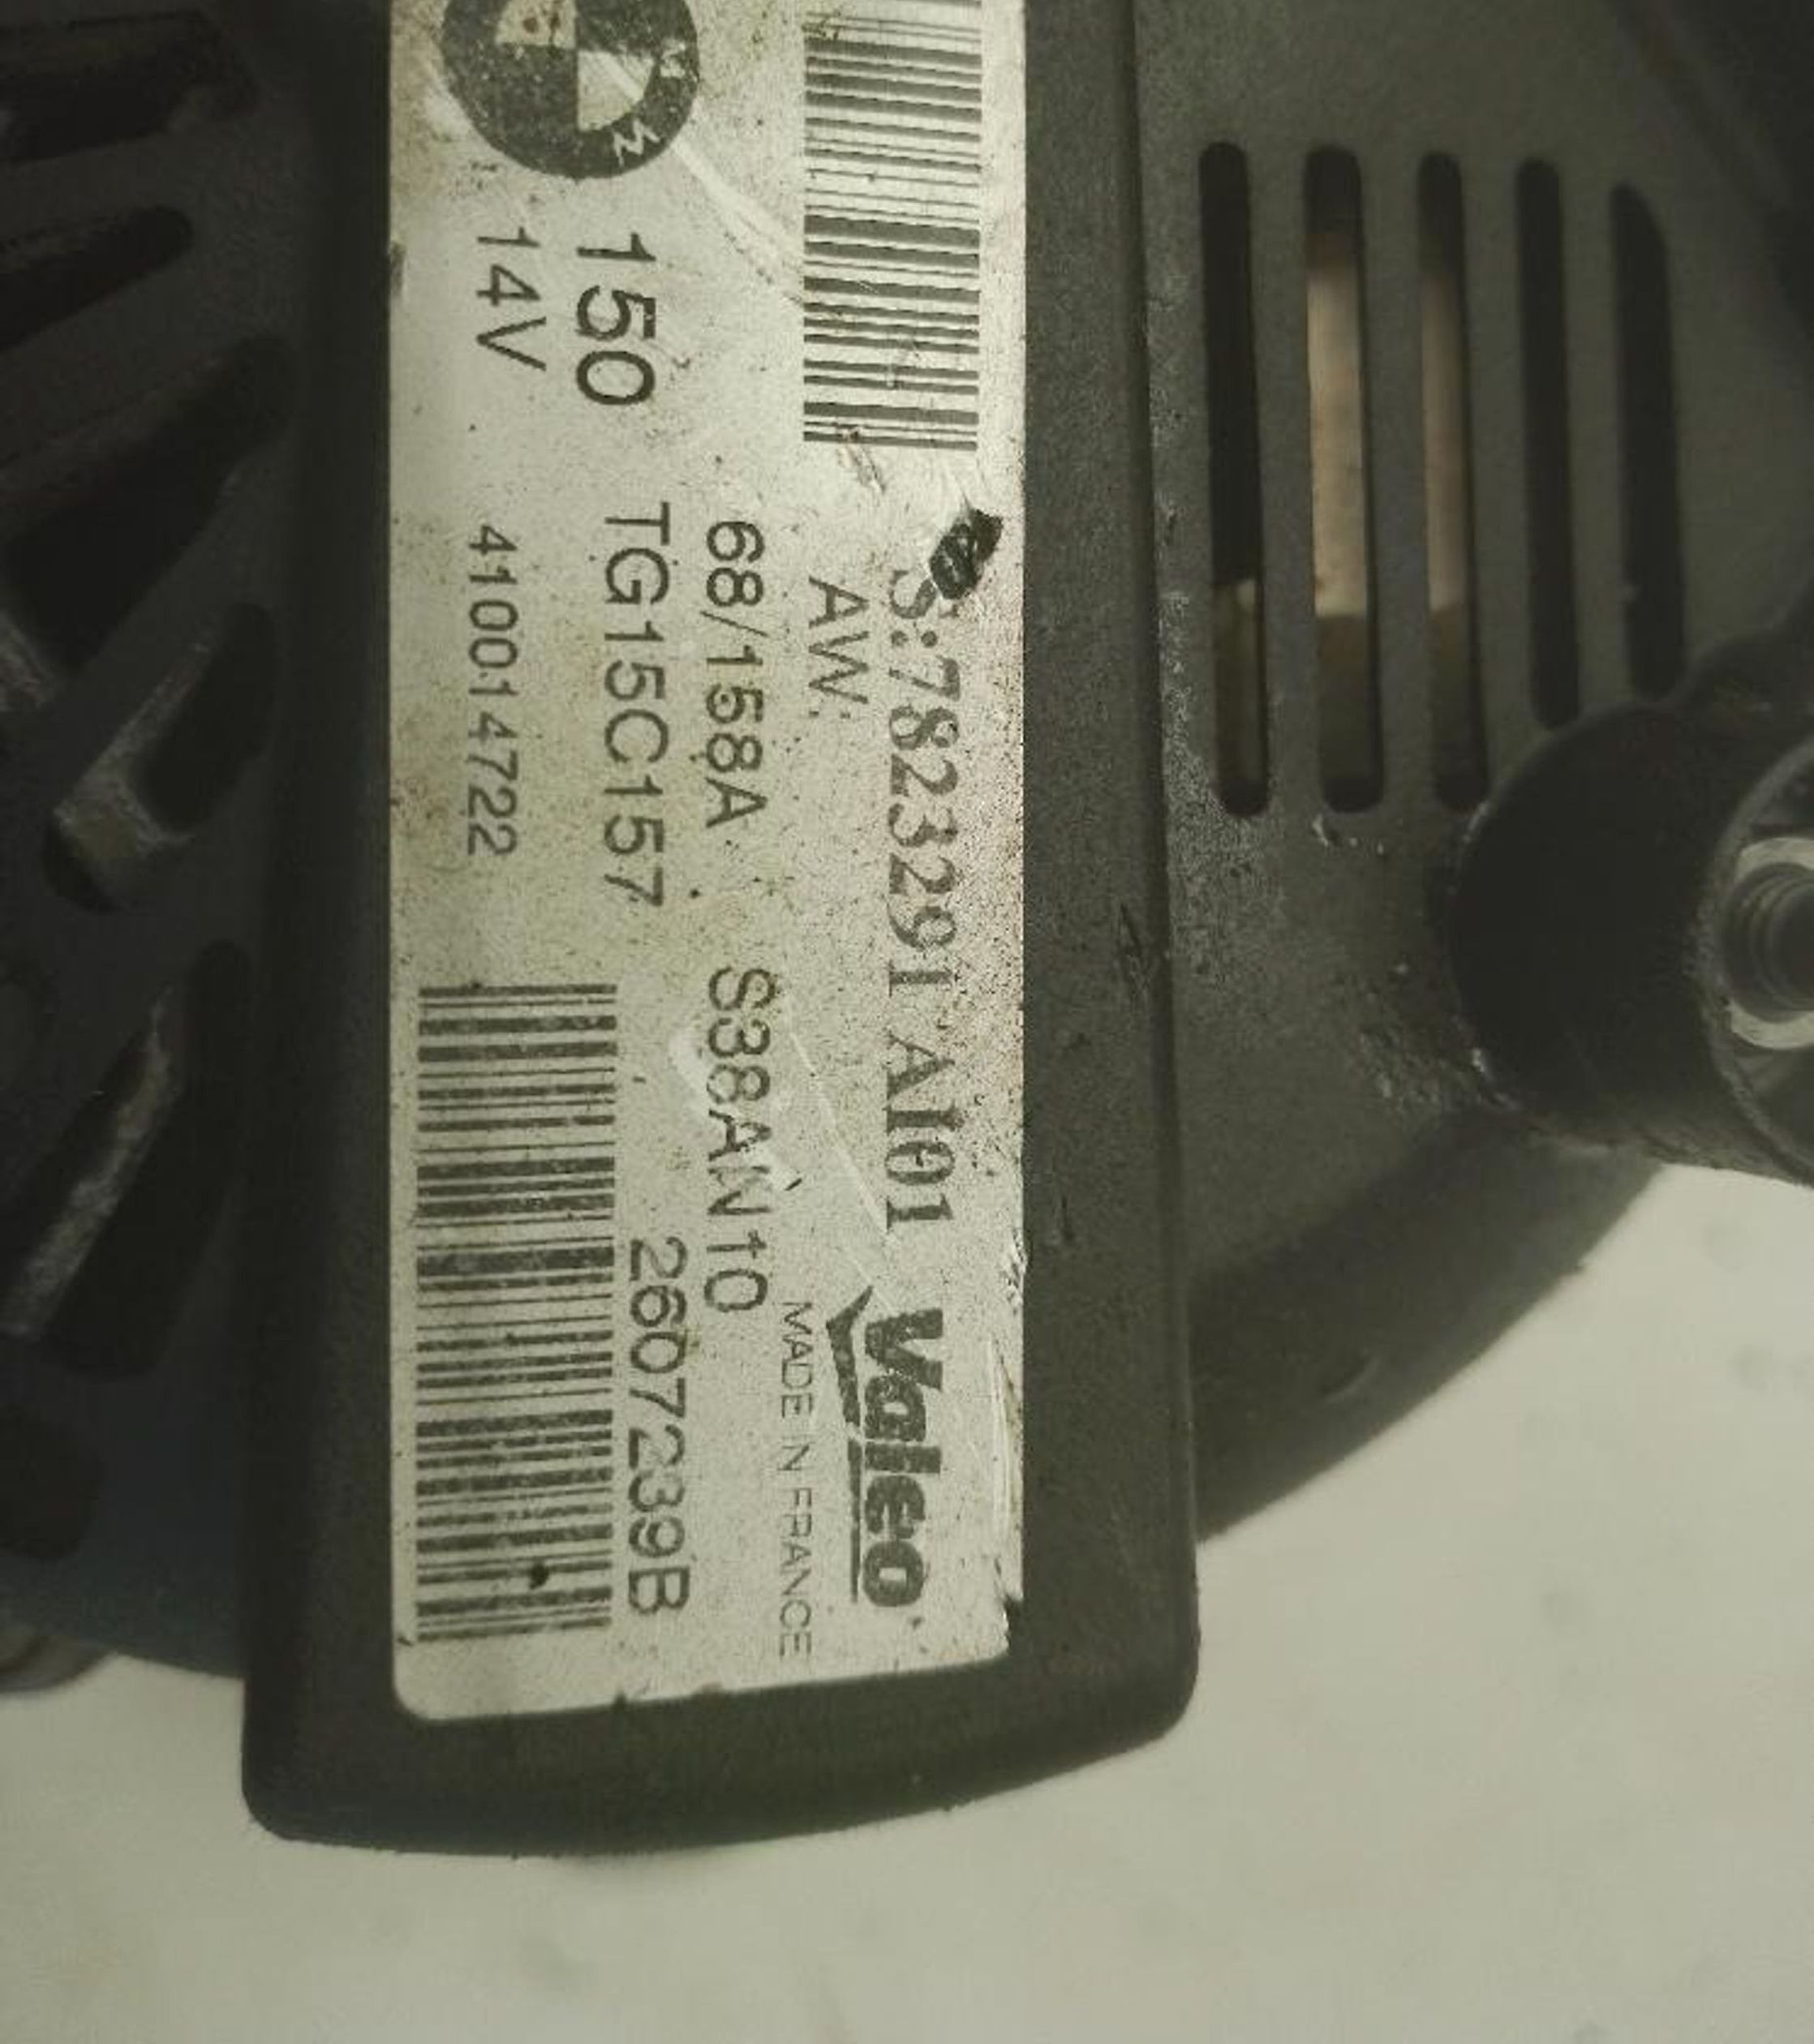 S:7823291 AI01
AW:
Valeo
MADE IN FRANCE
68/158A S38AN10
150 TG15C157 2607239B
14V 410014722